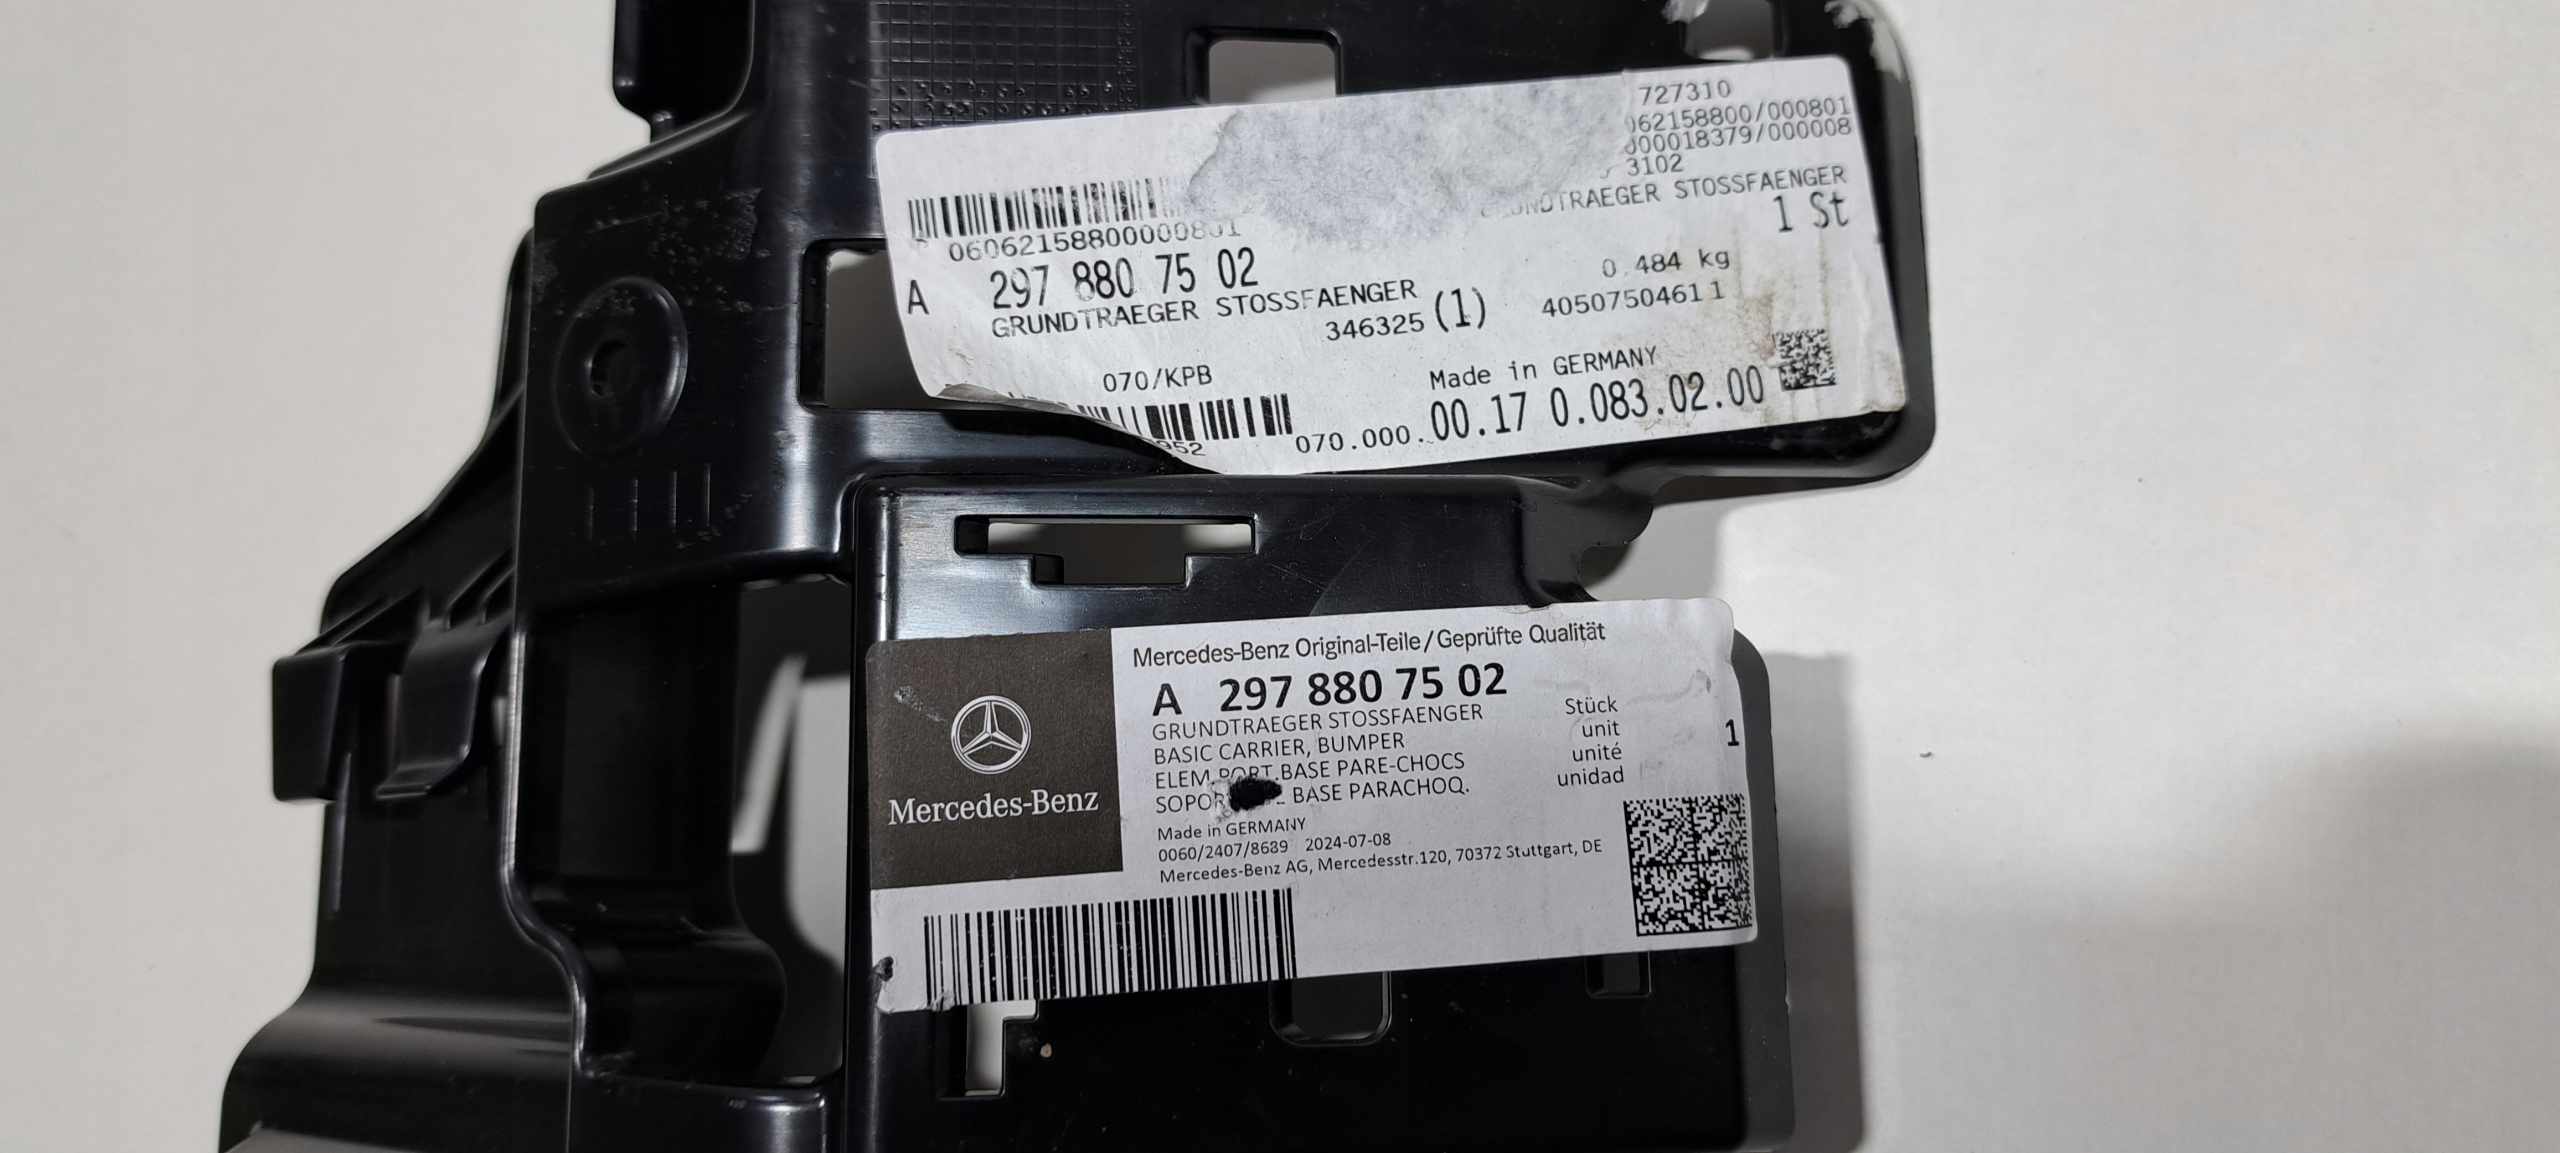 727310
62158800/000801
00018379/000008
3102
GRUNDTRAEGER STOSSFAENGER
1 St
06062158800000801
A 297 880 75 02
GRUNDTRAEGER STOSSFAENGER
346325 (1)
0.484 kg
40507504611
070/KPB
Made in GERMANY
952
070.000.00.17 0.083.02.00
Mercedes-Benz Original-Teile/Geprüfte Qualität
A 297 880 75 02
GRUNDTRAEGER STOSSFAENGER
BASIC CARRIER, BUMPER
ELEM.PORT.BASE PARE-CHOCS
BASE PARACHOQ.
Stück
unit
unité
unidad
1
Mercedes-Benz
Made in GERMANY
0060/2407/8689 2024-07-08
Mercedes-Benz AG, Mercedesstr.120, 70372 Stuttgart, DE